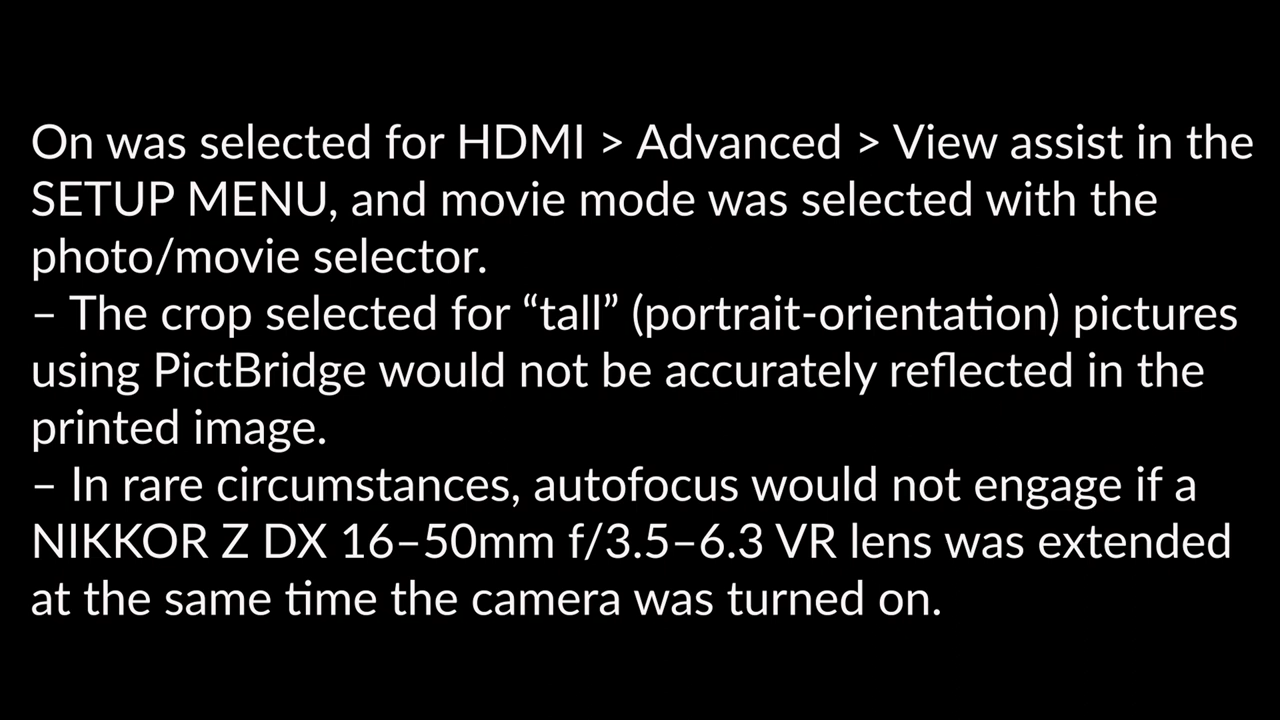 On was selected for HDMI > Advanced > View assist in the
SETUP MENU, and movie mode was selected with the
photo/movie selector.
– The crop selected for “tall” (portrait-orientation) pictures
using PictBridge would not be accurately reflected in the
printed image.
– In rare circumstances, autofocus would not engage if a
NIKKOR Z DX 16–50mm f/3.5–6.3 VR lens was extended
at the same time the camera was turned on.